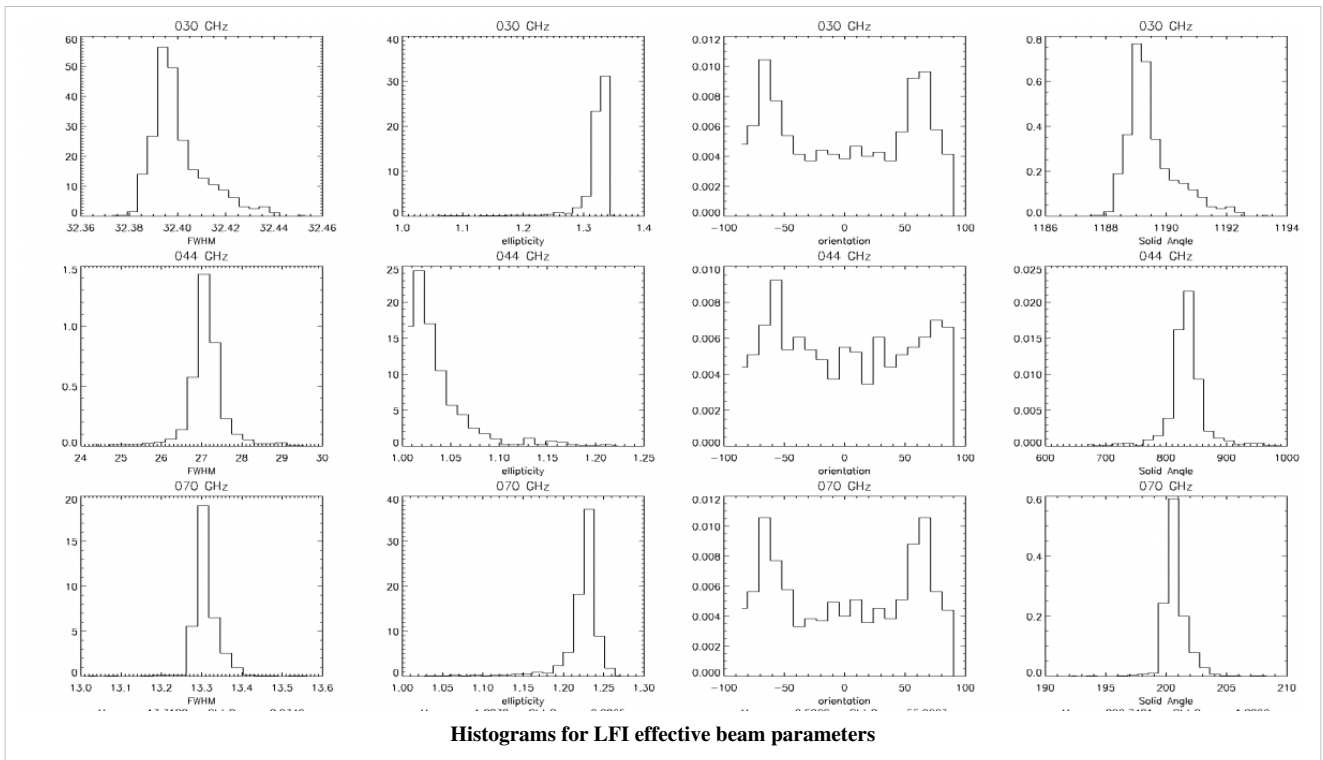 030 GHz 030 GHz 030 GHz 030 GHz
60 40 0.012 0.8
50 0.010
30 0.6
40 0.008
30 20 0.006 0.4
20 0.004
10 0.2
10 0.002
0 0 0.000 0.0
32.36 32.38 32.40 32.42 32.44 32.46 1.0 1.1 1.2 1.3 1.4 −100 −50 0 50 100 1186 1188 1190 1192 1194
FWHM ellipticity orientation Solid Angle
044 GHz 044 GHz 044 GHz 044 GHz
1.5 25 0.010 0.025
20 0.008 0.020
1.0
15 0.006 0.015
10 0.004 0.010
0.5
5 0.002 0.005
0.0 0 0.000 0.000
24 25 26 27 28 29 30 1.00 1.05 1.10 1.15 1.20 1.25 −100 −50 0 50 100 600 700 800 900 1000
FWHM ellipticity orientation Solid Angle
070 GHz 070 GHz 070 GHz 070 GHz
20 40 0.012 0.6
0.010
15 30
0.008 0.4
10 20 0.006
0.004 0.2
5 10
0.002
0 0 0.000 0.0
13.0 13.1 13.2 13.3 13.4 13.5 13.6 1.00 1.05 1.10 1.15 1.20 1.25 1.30 −100 −50 0 50 100 190 195 200 205 210
FWHM ellipticity orientation Solid Angle
Histograms for LFI effective beam parameters